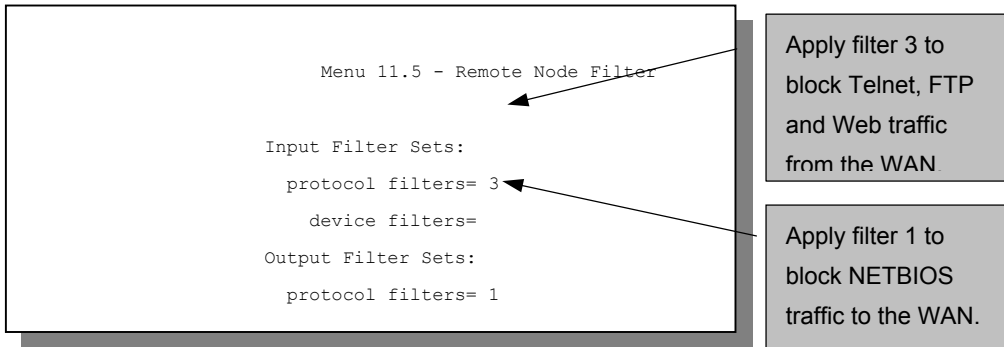 Menu 11.5 - Remote Node Filter
Input Filter Sets:
protocol filters= 3
device filters=
Output Filter Sets:
protocol filters= 1
Apply filter 3 to
block Telnet, FTP
and Web traffic
from the WAN.
Apply filter 1 to
block NETBIOS
traffic to the WAN.